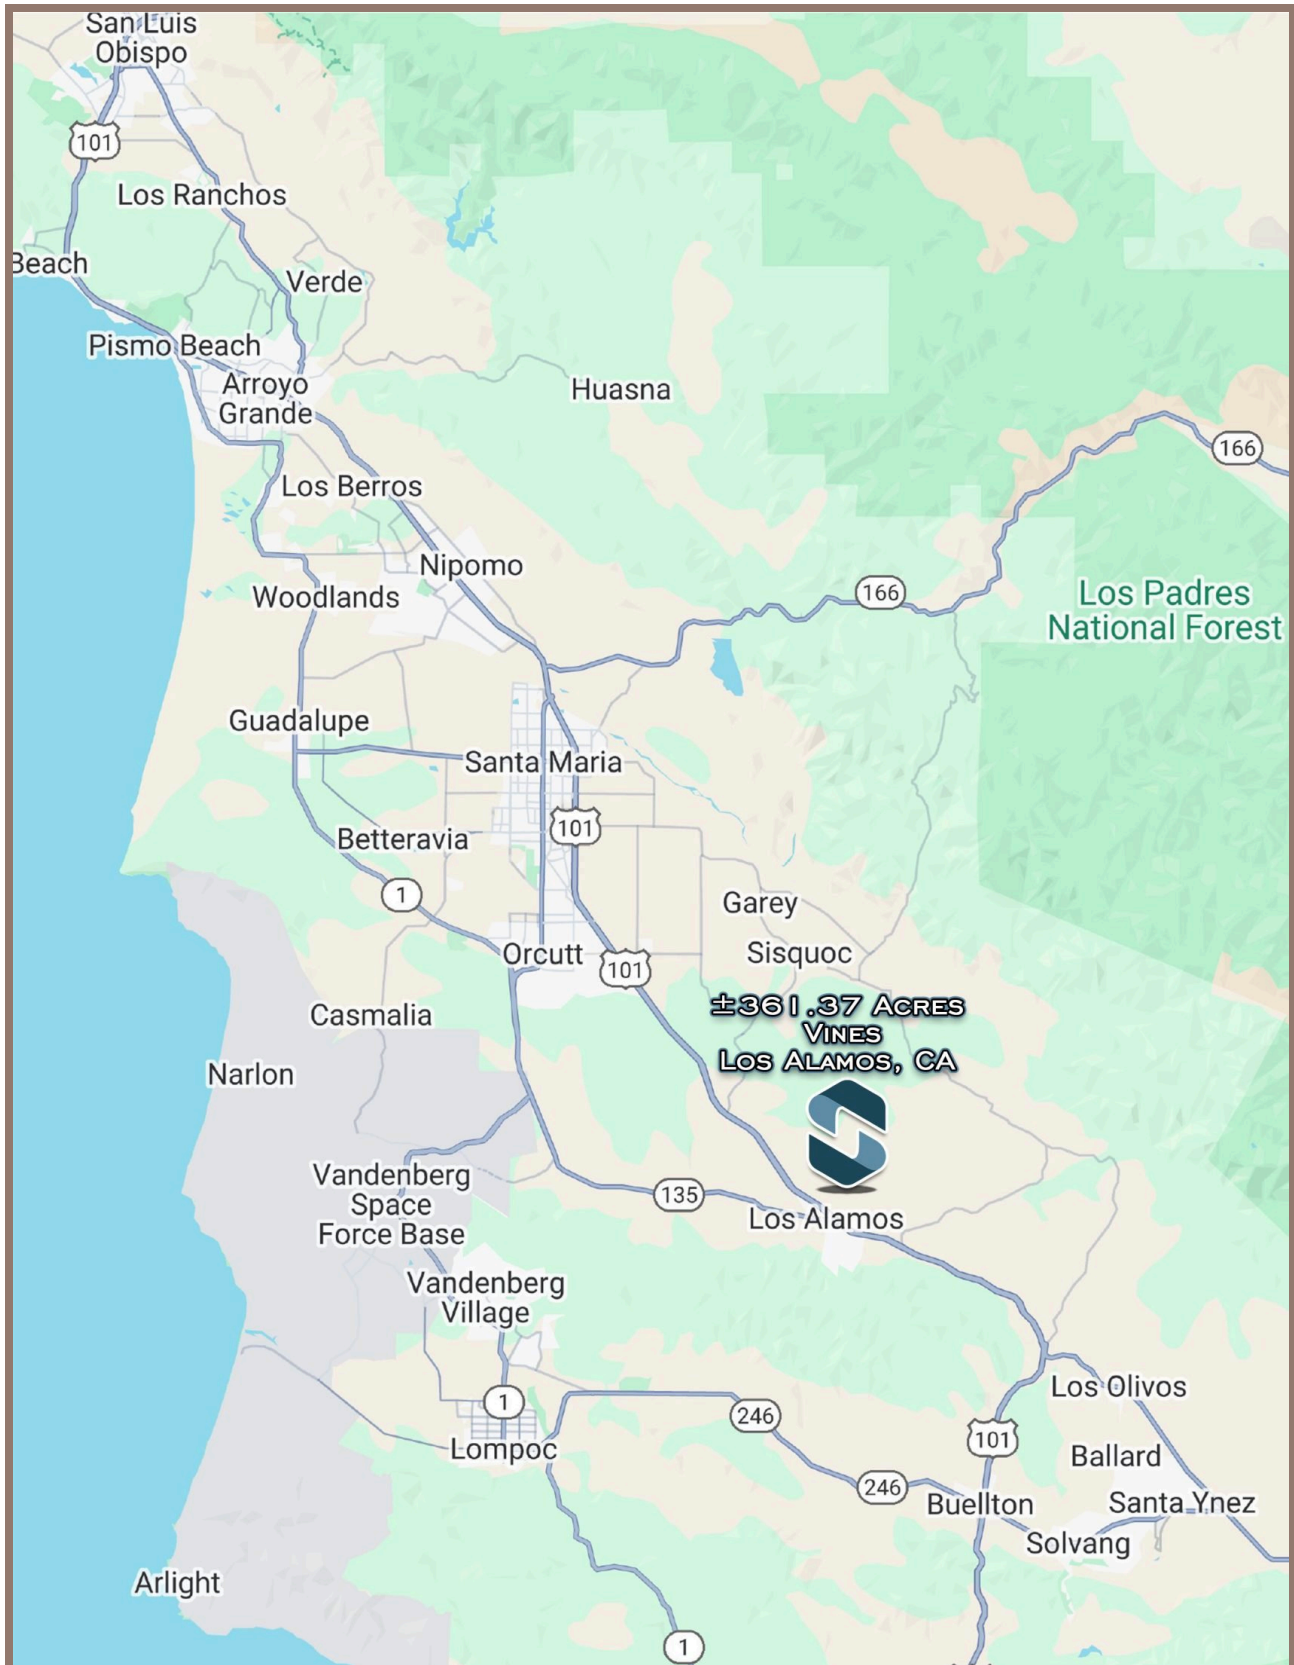 San Luis
Obispo
101
Los Ranchos
Beach
Verde
Pismo Beach
Arroyo
Grande
Huasna
166
Los Berros
Nipomo
166
Woodlands
Los Padres
National Forest
Guadalupe
Santa Maria
101
Betteravia
1
Garey
Orcutt
Sisquoc
101
±361.37 Acres
Vines
Los Alamos, CA
Casmalia
Narlon
Vandenberg
Space
Force Base
135
Los Alamos
Vandenberg
Village
Los Olivos
1
246
101
Lompoc
Ballard
246
Buellton
Santa Ynez
Solvang
Arlight
1